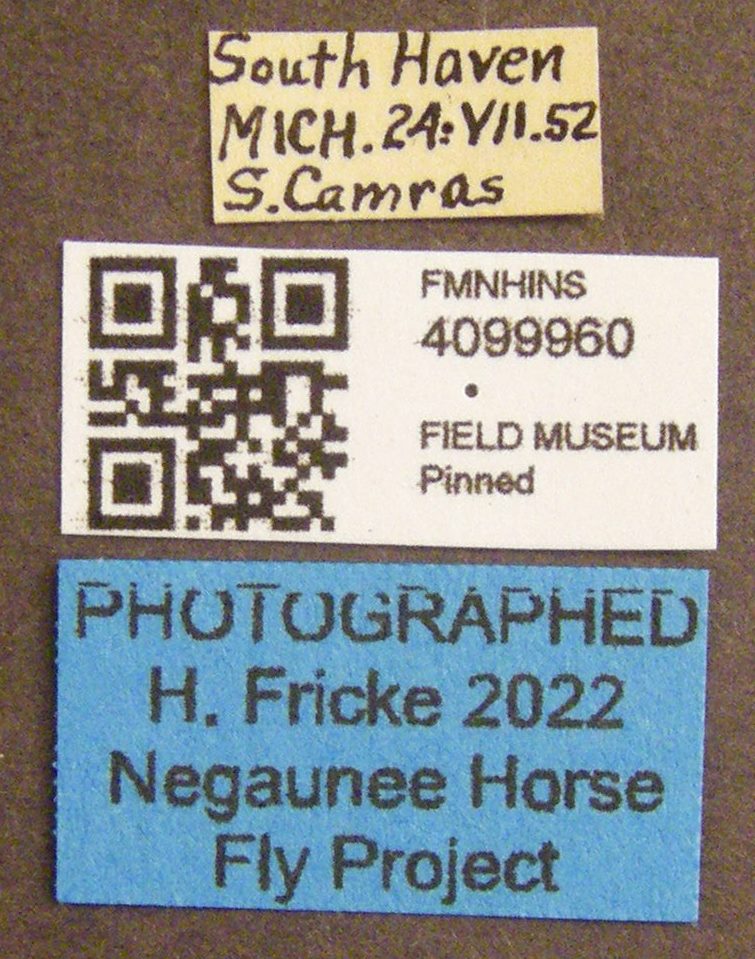 South Haven
MICH. 24:VII.52
S. Camras
FMNHINS
4099960
FIELD MUSEUM
Pinned
PHOTOGRAPHED
H. Fricke 2022
Negaunee Horse
Fly Project